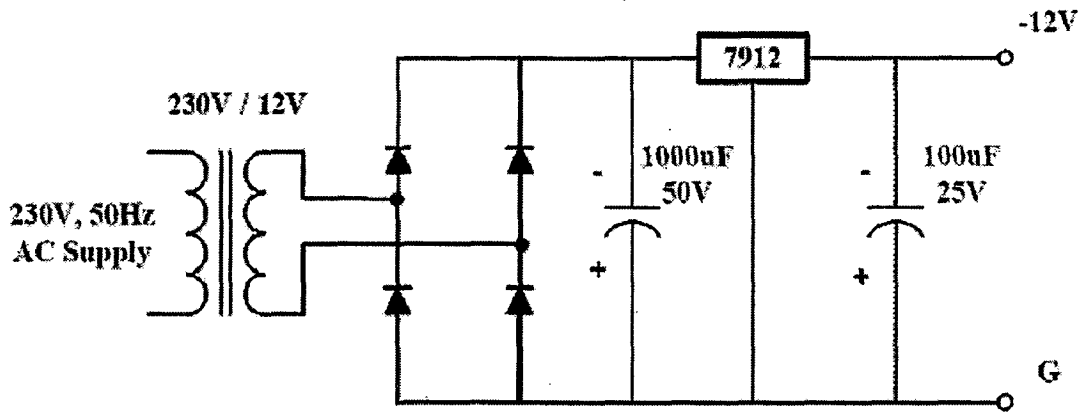 -12V
7912
230V / 12V
1000uF
50V
100uF
25V
-
-
230V, 50Hz
AC Supply
+
+
G